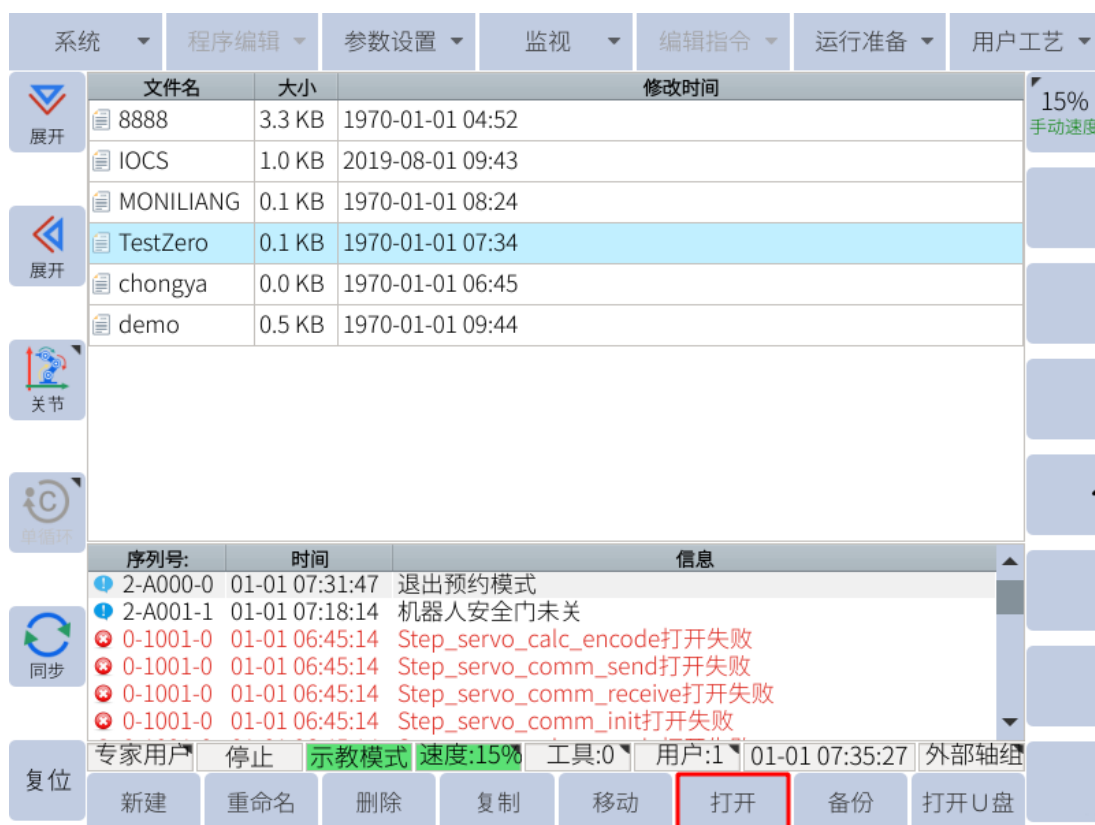 系统 程序编辑 参数设置 监视 编辑指令 运行准备 用户工艺
展开
展开
关节
单循环
同步
复位
文件名 大小 修改时间
8888 3.3 KB 1970-01-01 04:52
IOCS 1.0 KB 2019-08-01 09:43
MONILIANG 0.1 KB 1970-01-01 08:24
TestZero 0.1 KB 1970-01-01 07:34
chongya 0.0 KB 1970-01-01 06:45
demo 0.5 KB 1970-01-01 09:44
15%
手动速度
序列号: 时间 信息
2-A000-0 01-01 07:31:47 退出预约模式
2-A001-1 01-01 07:18:14 机器人安全门未关
0-1001-0 01-01 06:45:14 Step_servo_calc_encode打开失败
0-1001-0 01-01 06:45:14 Step_servo_comm_send打开失败
0-1001-0 01-01 06:45:14 Step_servo_comm_receive打开失败
0-1001-0 01-01 06:45:14 Step_servo_comm_init打开失败
专家用户 停止 示教模式 速度:15% 工具:0 用户:1 01-01 07:35:27 外部轴组
新建 重命名 删除 复制 移动 打开 备份 打开U盘